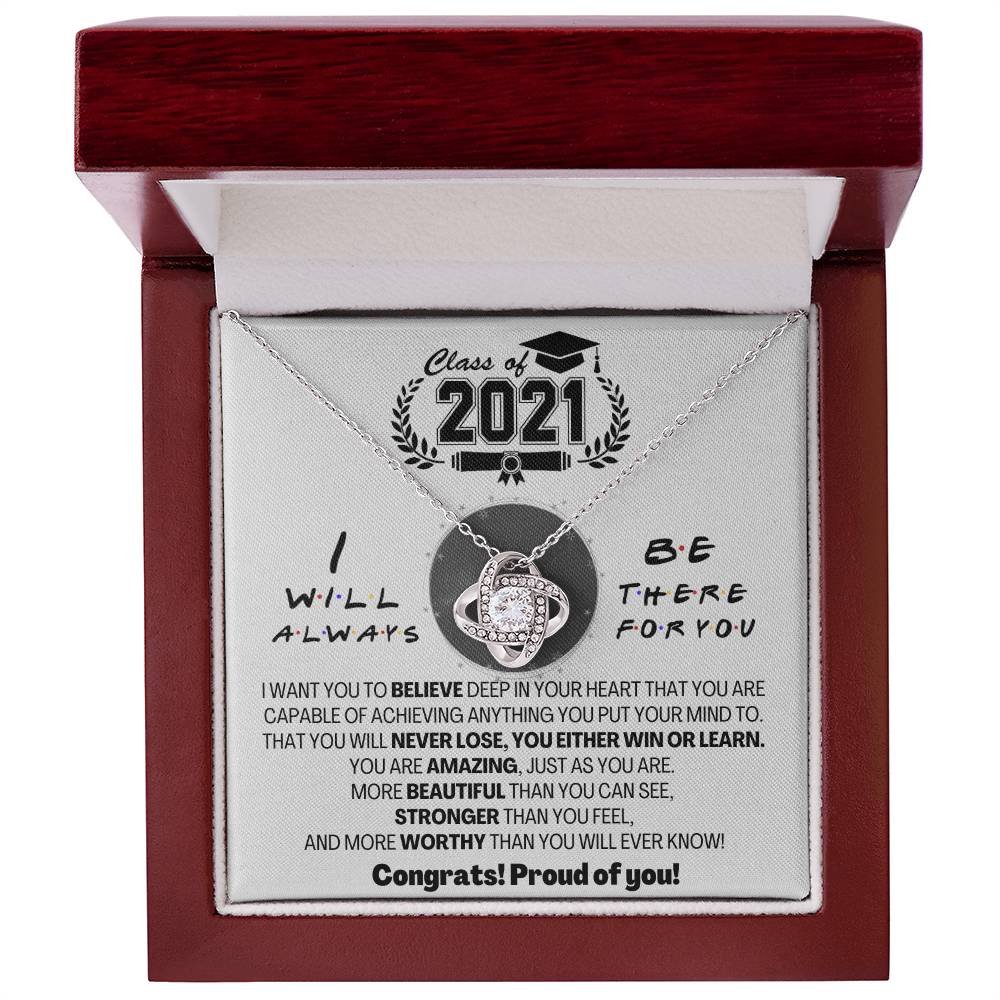 Class of
2021
I
WILL
ALWAYS
BE
THERE
FOR YOU
I WANT YOU TO BELIEVE DEEP IN YOUR HEART THAT YOU ARE
CAPABLE OF ACHIEVING ANYTHING YOU PUT YOUR MIND TO.
THAT YOU WILL NEVER LOSE, YOU EITHER WIN OR LEARN.
YOU ARE AMAZING, JUST AS YOU ARE.
MORE BEAUTIFUL THAN YOU CAN SEE,
STRONGER THAN YOU FEEL,
AND MORE WORTHY THAN YOU WILL EVER KNOW!
Congrats! Proud of you!